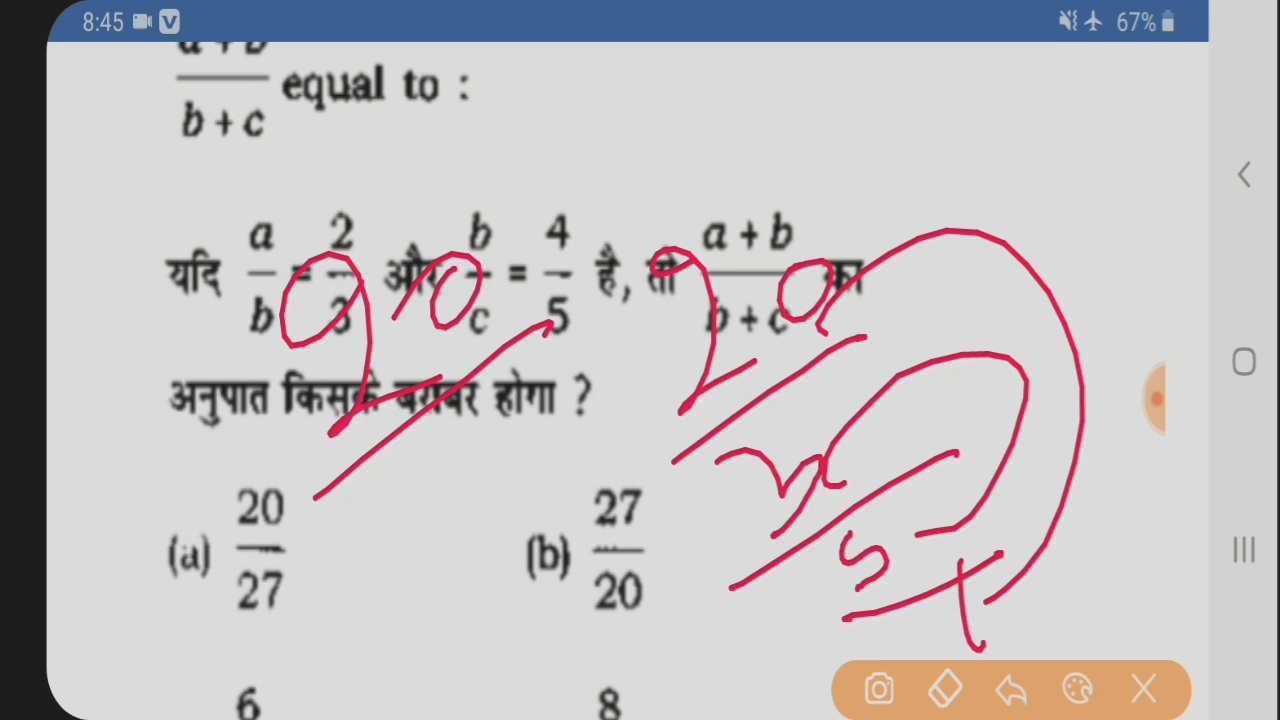 8:45 67%
a + b
b + c equal to :
यदि a/b = 2/3 और b/c = 4/5 है, तो a + b / b + c का
अनुपात किसके बराबर होगा ?
(a) 20/27 (b) 27/20
6 8